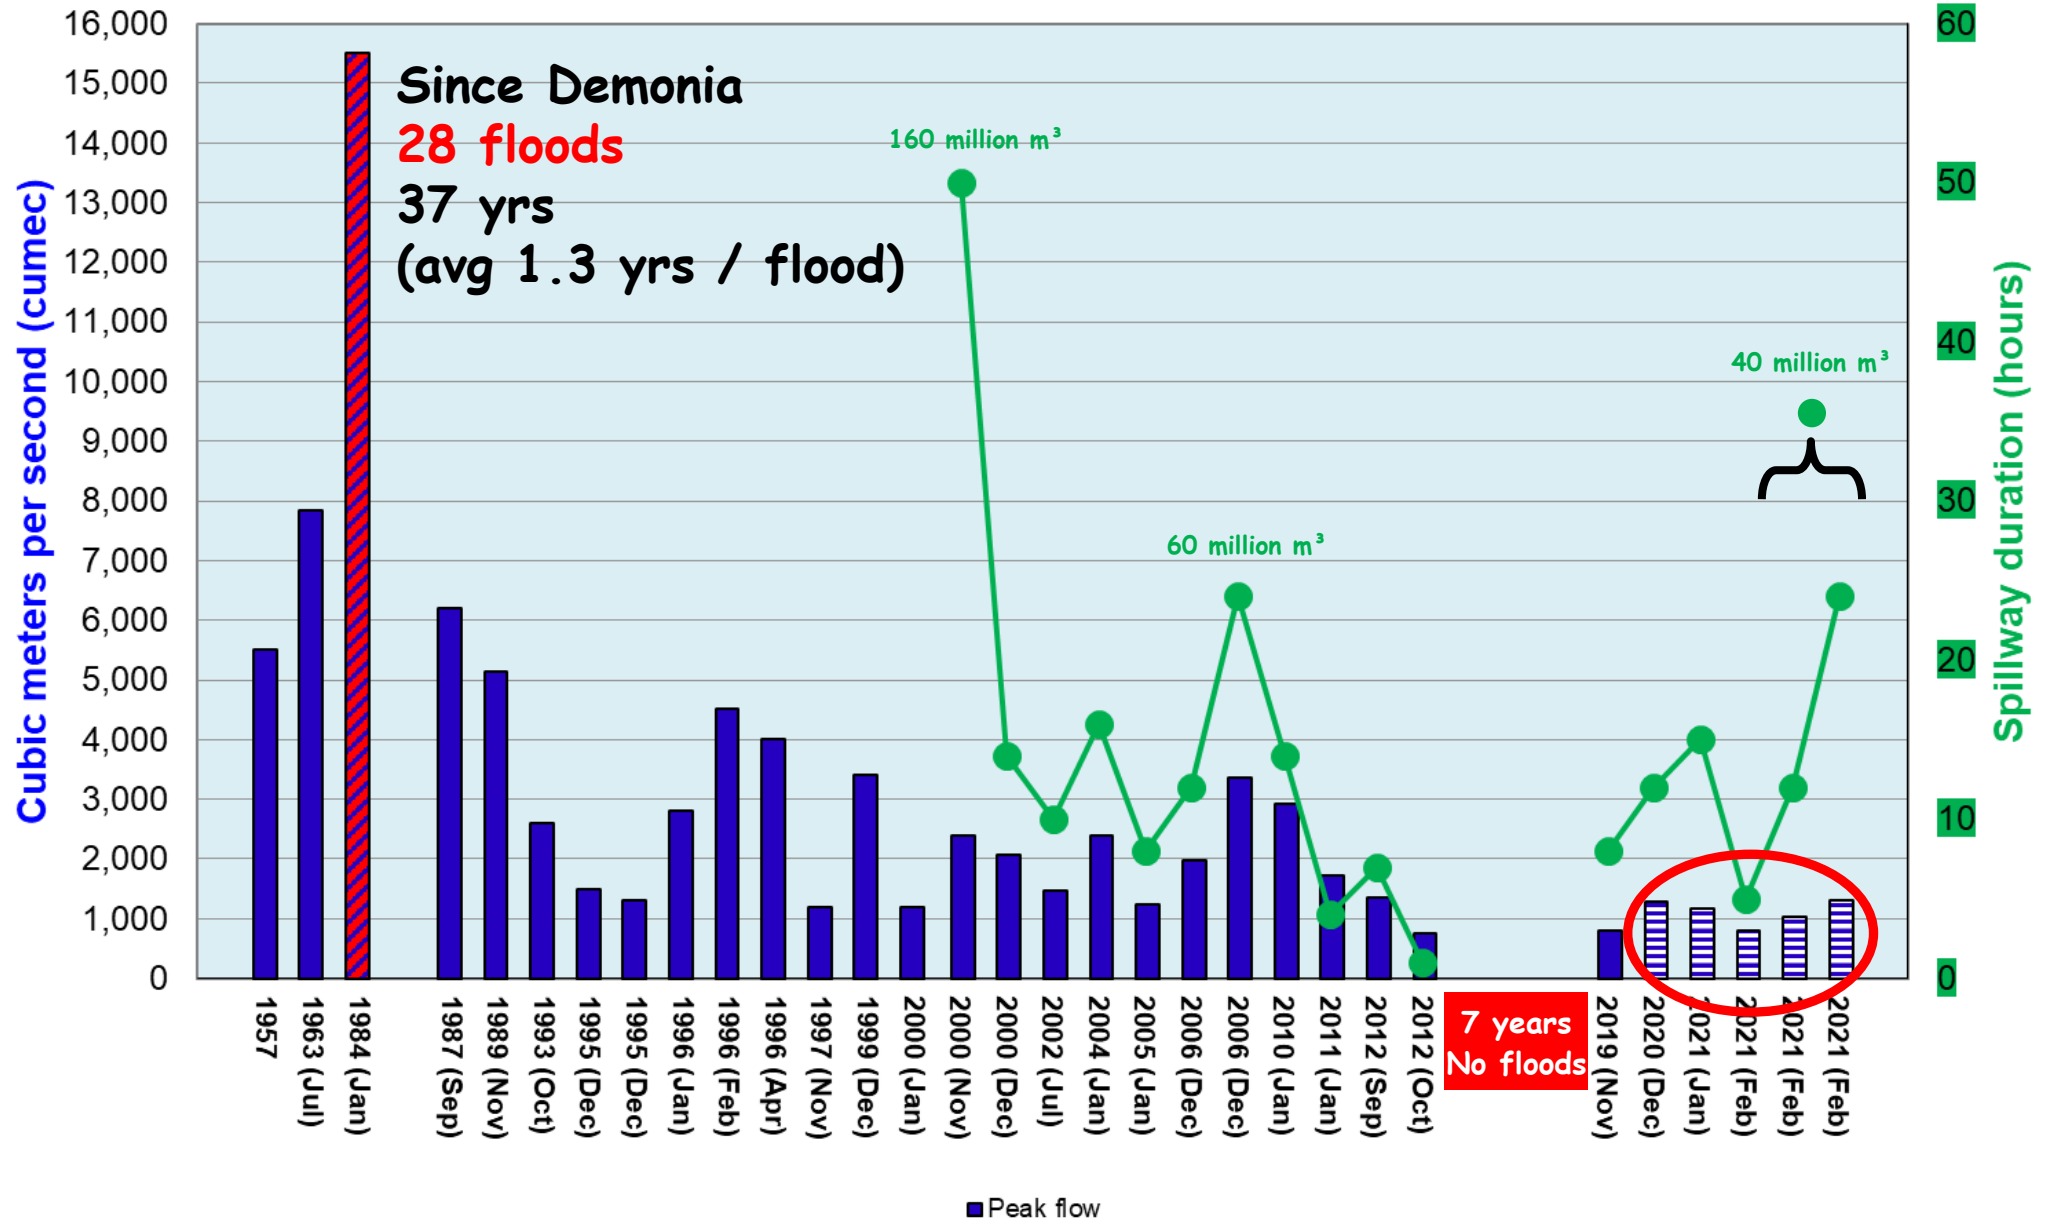 16,000
15,000
14,000
13,000
12,000
11,000
10,000
9,000
8,000
7,000
6,000
5,000
4,000
3,000
2,000
1,000
0
Cubic meters per second (cumec)
Since Demonia
28 floods
37 yrs
(avg 1.3 yrs / flood)
160 million m³
60 million m³
40 million m³
60
50
40
30
20
10
0
Spillway duration (hours)
1957
1963 (Jul)
1984 (Jan)
1987 (Sep)
1989 (Nov)
1993 (Oct)
1995 (Dec)
1995 (Dec)
1996 (Jan)
1996 (Feb)
1996 (Apr)
1997 (Nov)
1999 (Dec)
2000 (Jan)
2000 (Nov)
2000 (Dec)
2002 (Jul)
2004 (Jan)
2005 (Jan)
2006 (Dec)
2006 (Dec)
2010 (Jan)
2011 (Jan)
2012 (Sep)
2012 (Oct)
7 years
No floods
2019 (Nov)
2020 (Dec)
2021 (Jan)
2021 (Feb)
2021 (Feb)
2021 (Feb)
Peak flow